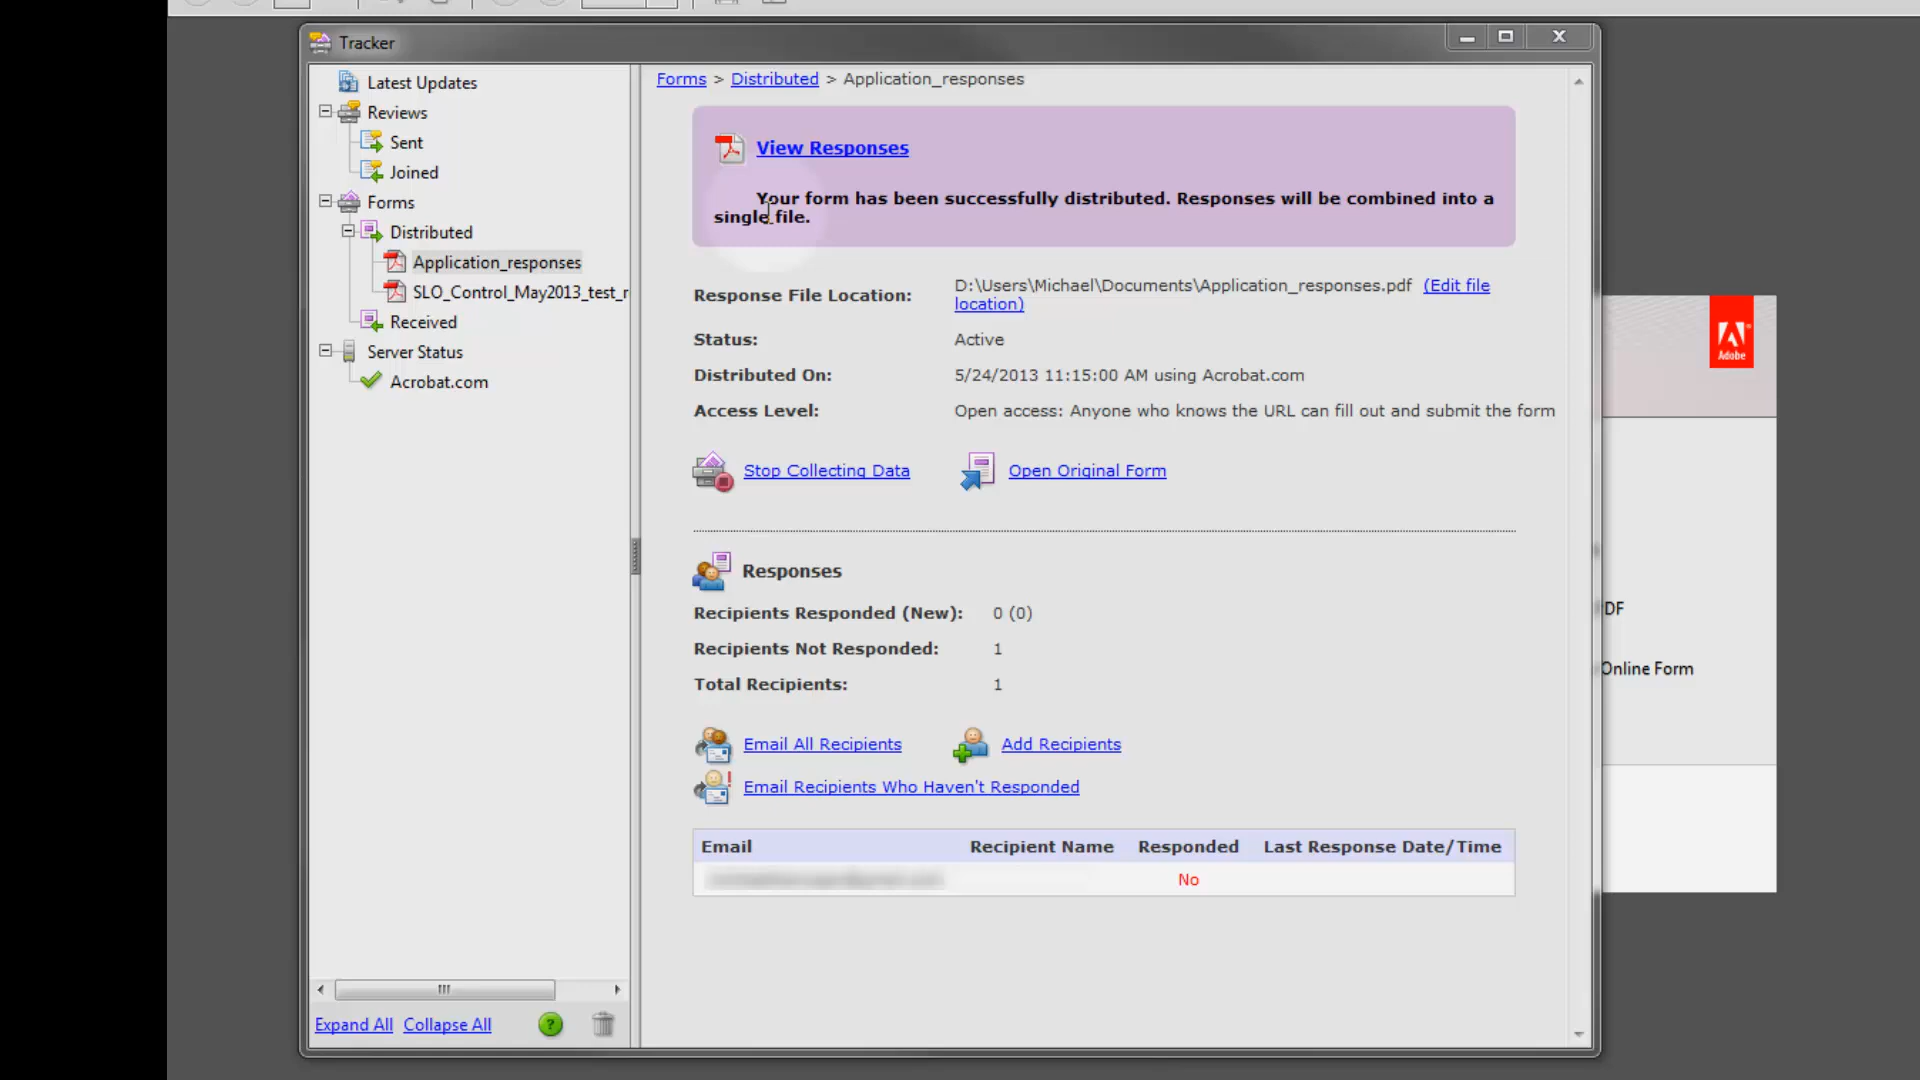 Tracker
Latest Updates
Reviews
Sent
Joined
Forms
Distributed
Application_responses
SLO_Control_May2013_test_r
Received
Server Status
Acrobat.com
Expand All Collapse All
?
Forms > Distributed > Application_responses
View Responses
Your form has been successfully distributed. Responses will be combined into a
single file.
Response File Location: D:\Users\Michael\Documents\Application_responses.pdf (Edit file
location)
Status: Active
Distributed On: 5/24/2013 11:15:00 AM using Acrobat.com
Access Level: Open access: Anyone who knows the URL can fill out and submit the form
Stop Collecting Data Open Original Form
Responses
Recipients Responded (New): 0 (0)
Recipients Not Responded: 1
Total Recipients: 1
Email All Recipients Add Recipients
Email Recipients Who Haven't Responded
Email Recipient Name Responded Last Response Date/Time
No
Adobe
DF
Online Form